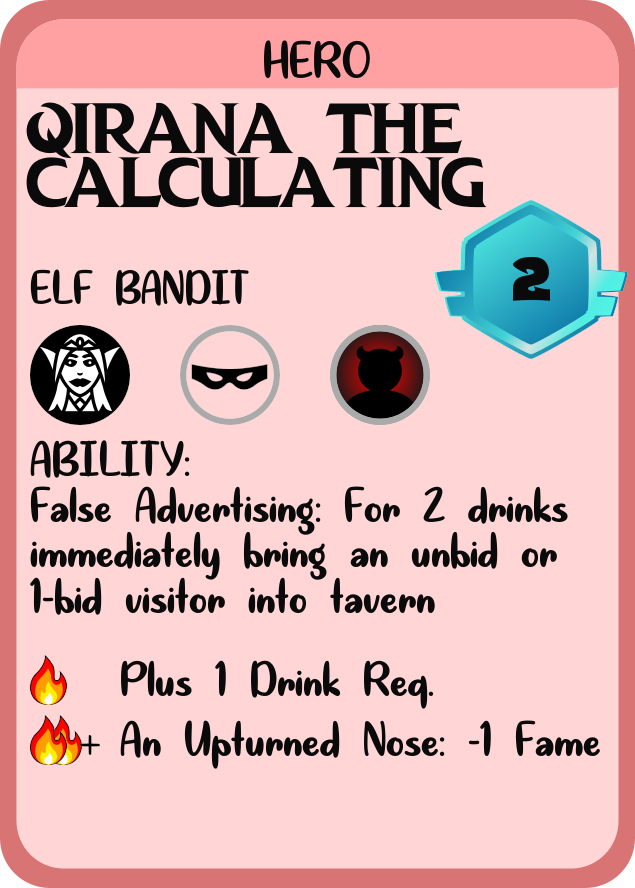 HERO
QIRANA THE
CALCULATING
2
ELF BANDIT
ABILITY:
False Advertising: For 2 drinks
immediately bring an unbid or
1-bid visitor into tavern
Plus 1 Drink Req.
+ An Upturned Nose: -1 Fame